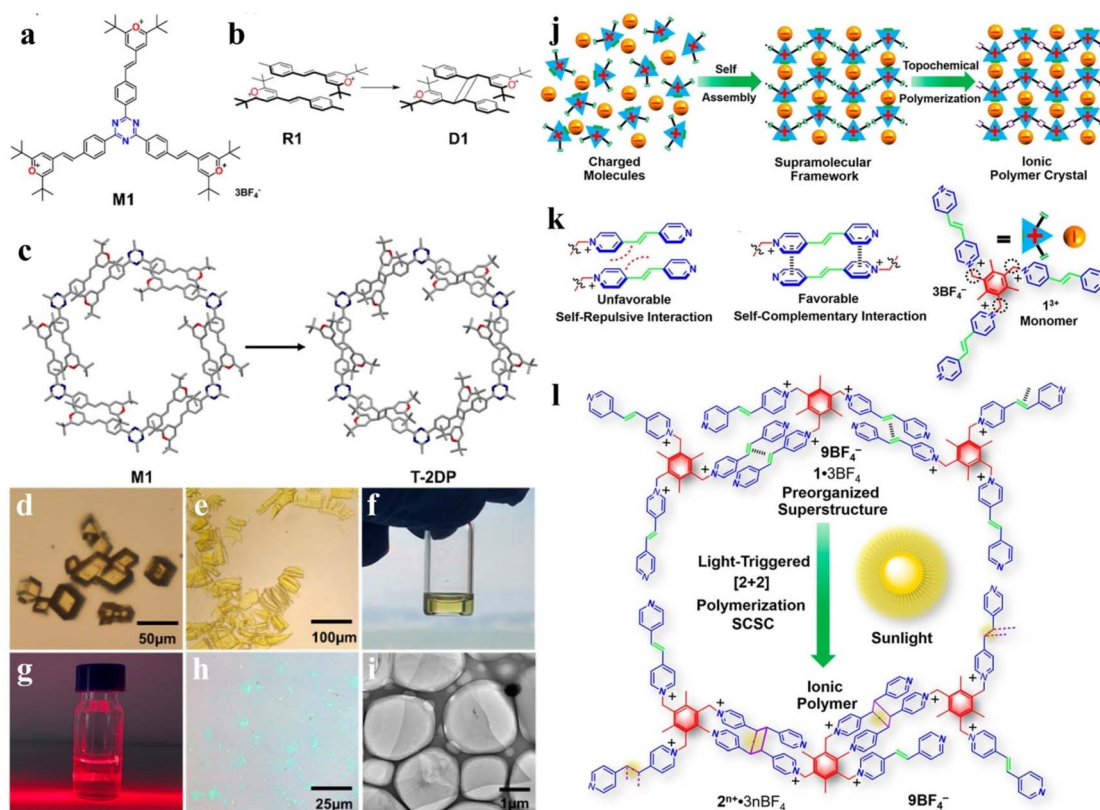 a
O+
O+
O+
N
N
N
3BF₄⁻
M1
b
O+
O+
O+
O+
R1
D1
c
M1
T-2DP
d
50μm
e
100μm
f
g
h
25μm
i
1μm
j
Self
Assembly
Topochemical
Polymerization
Charged
Molecules
Supramolecular
Framework
Ionic
Polymer Crystal
k
Unfavorable
Self-Repulsive Interaction
Favorable
Self-Complementary Interaction
=
3BF₄⁻
1³⁺
Monomer
l
9BF₄⁻
1•3BF₄
Preorganized
Superstructure
Light-Triggered
[2+2]
Polymerization
SCSC
Sunlight
Ionic
Polymer
2ⁿ⁺•3nBF₄
9BF₄⁻